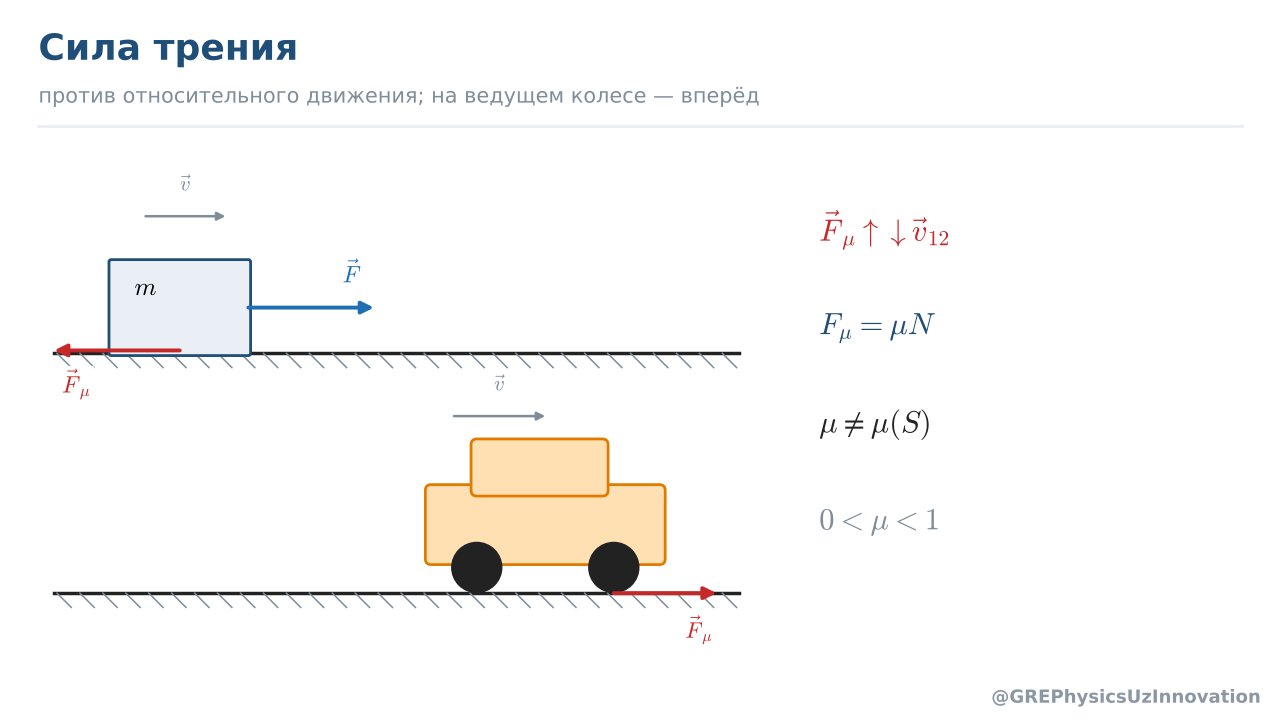 Сила трения
против относительного движения; на ведущем колесе — вперёд
v⃗
F⃗
m
F⃗_μ
v⃗
F⃗_μ
F⃗_μ ↑↓ v⃗_12
F_μ = μN
μ ≠ μ(S)
0 < μ < 1
@GREPhysicsUzInnovation